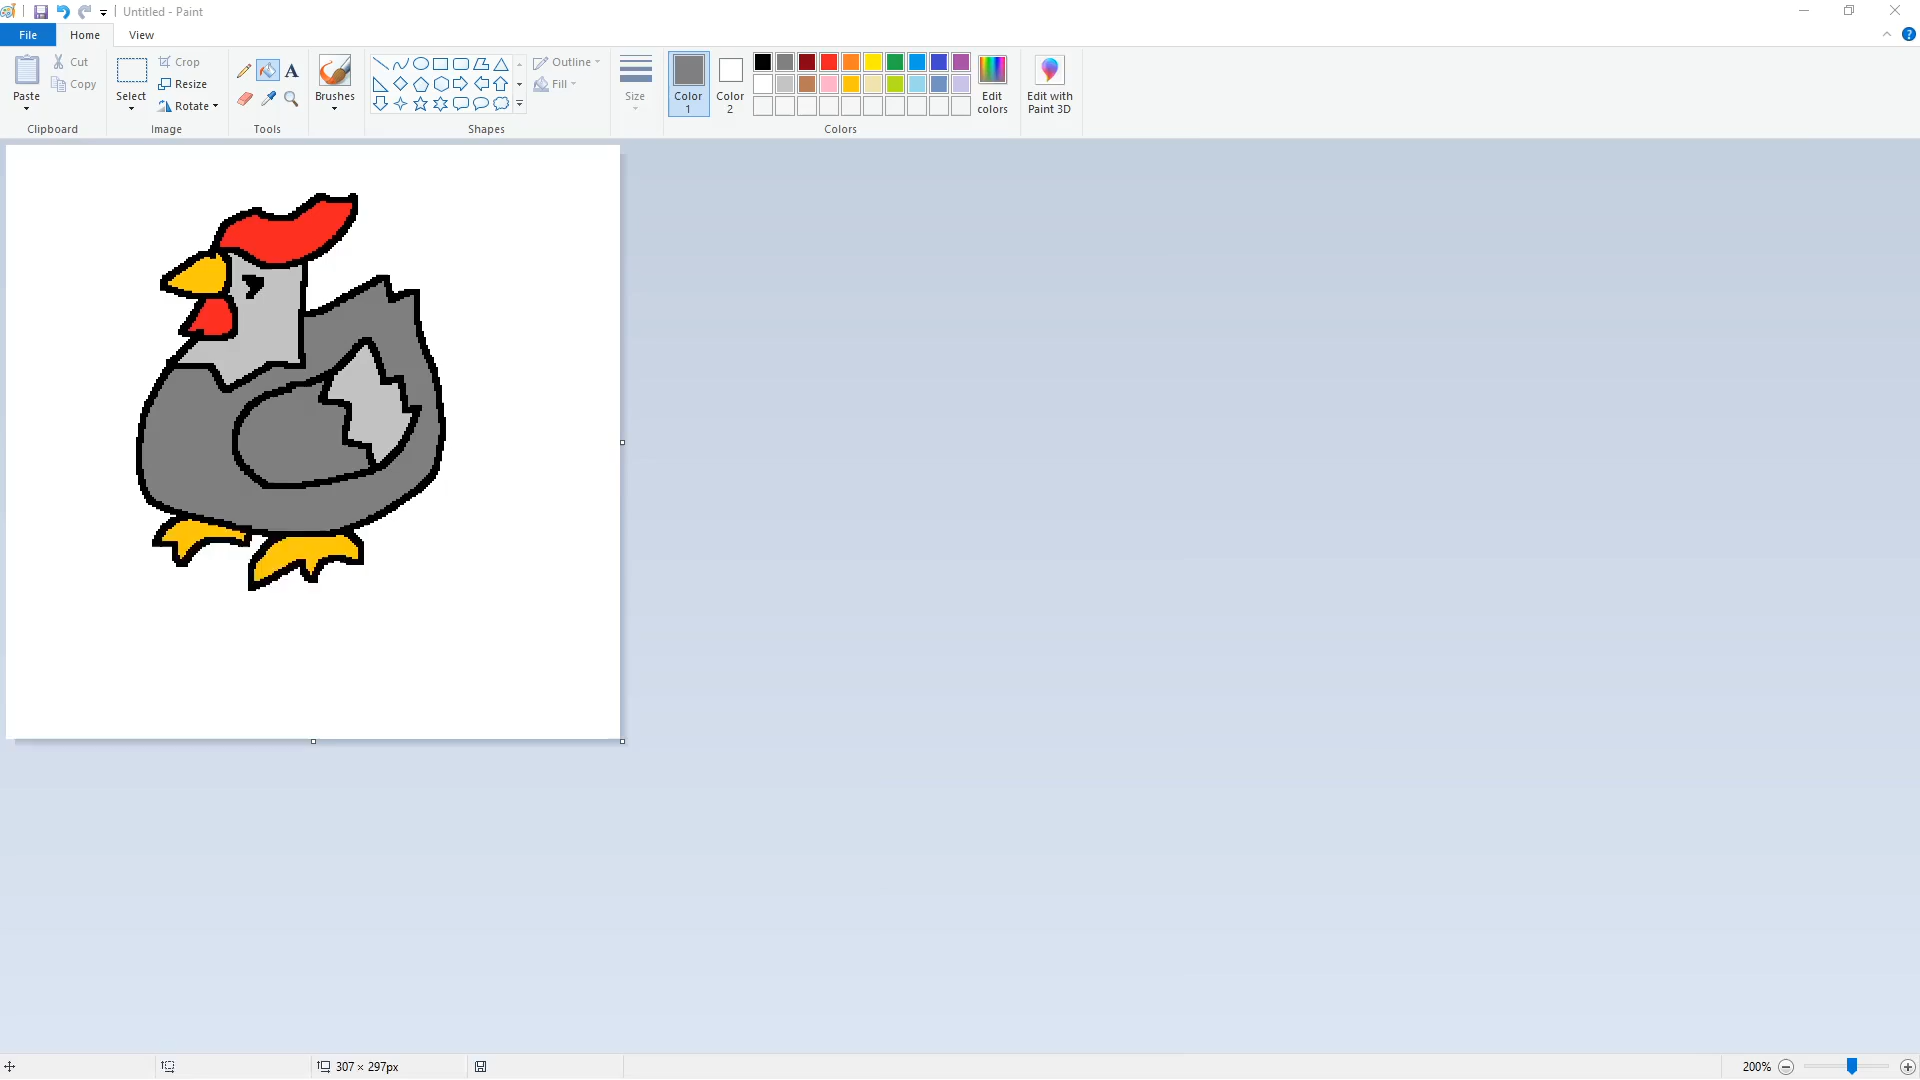 Untitled - Paint
File Home View
Paste
Clipboard
Cut
Copy
Select
Crop
Resize
Rotate
Image
A
Tools
Brushes
Shapes
Outline
Fill
Size
Color 1
Color 2
Colors
Edit colors
Edit with Paint 3D
?
307 × 297px
200%